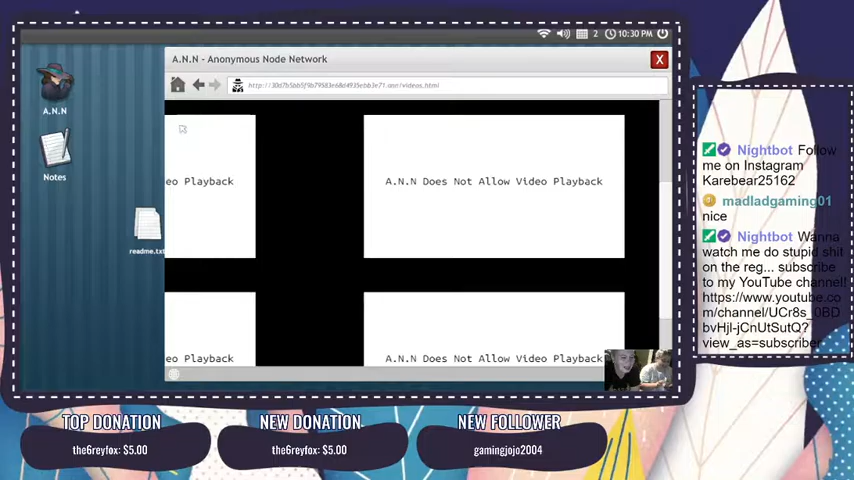 2
10:30 PM
A.N.N - Anonymous Node Network
X
A.N.N
Notes
readme.txt
eo Playback
A.N.N Does Not Allow Video Playback
eo Playback
A.N.N Does Not Allow Video Playback
Nightbot Follow
me on Instagram
Karebear25162
madladgaming01
nice
Nightbot Wanna
watch me do stupid shit
on the reg... subscribe
to my YouTube channel!
https://www.youtube.co
m/channel/UCr8s_0BD
bvHjl-jCnUtSutQ?
view_as=subscriber
TOP DONATION
the6reyfox: $5.00
NEW DONATION
the6reyfox: $5.00
NEW FOLLOWER
gamingjojo2004